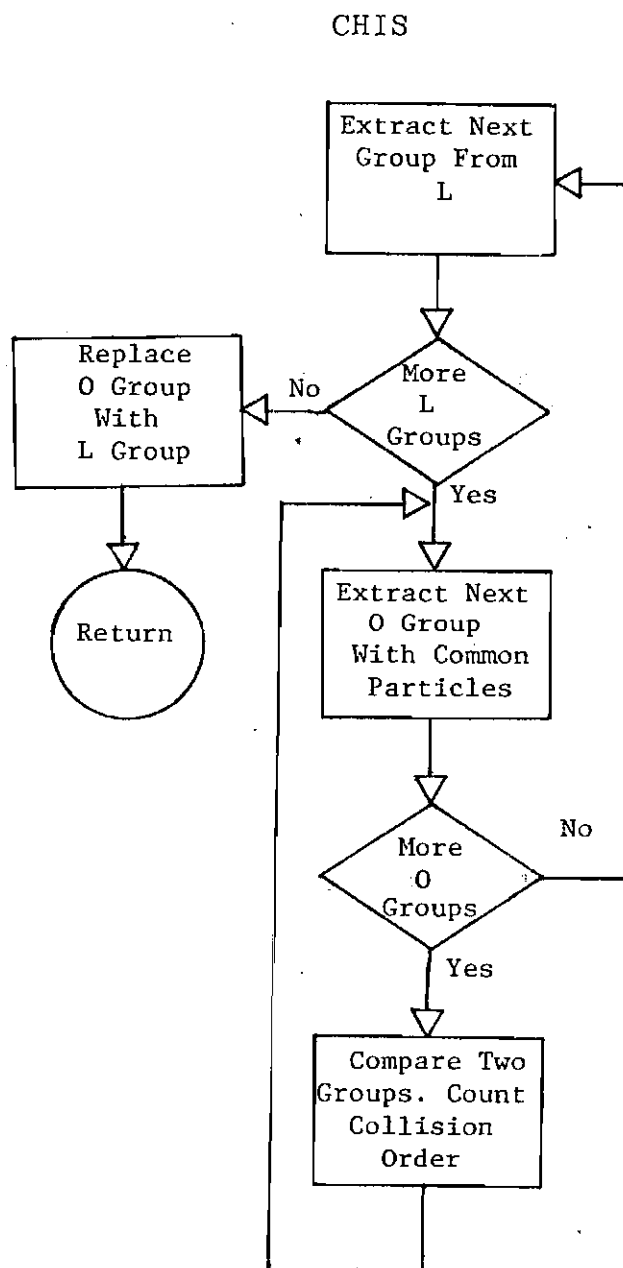 CHIS
Extract Next
Group From
L
More
L
Groups
No
Yes
Replace
O Group
With
L Group
Return
Extract Next
O Group
With Common
Particles
More
O
Groups
No
Yes
Compare Two
Groups. Count
Collision
Order